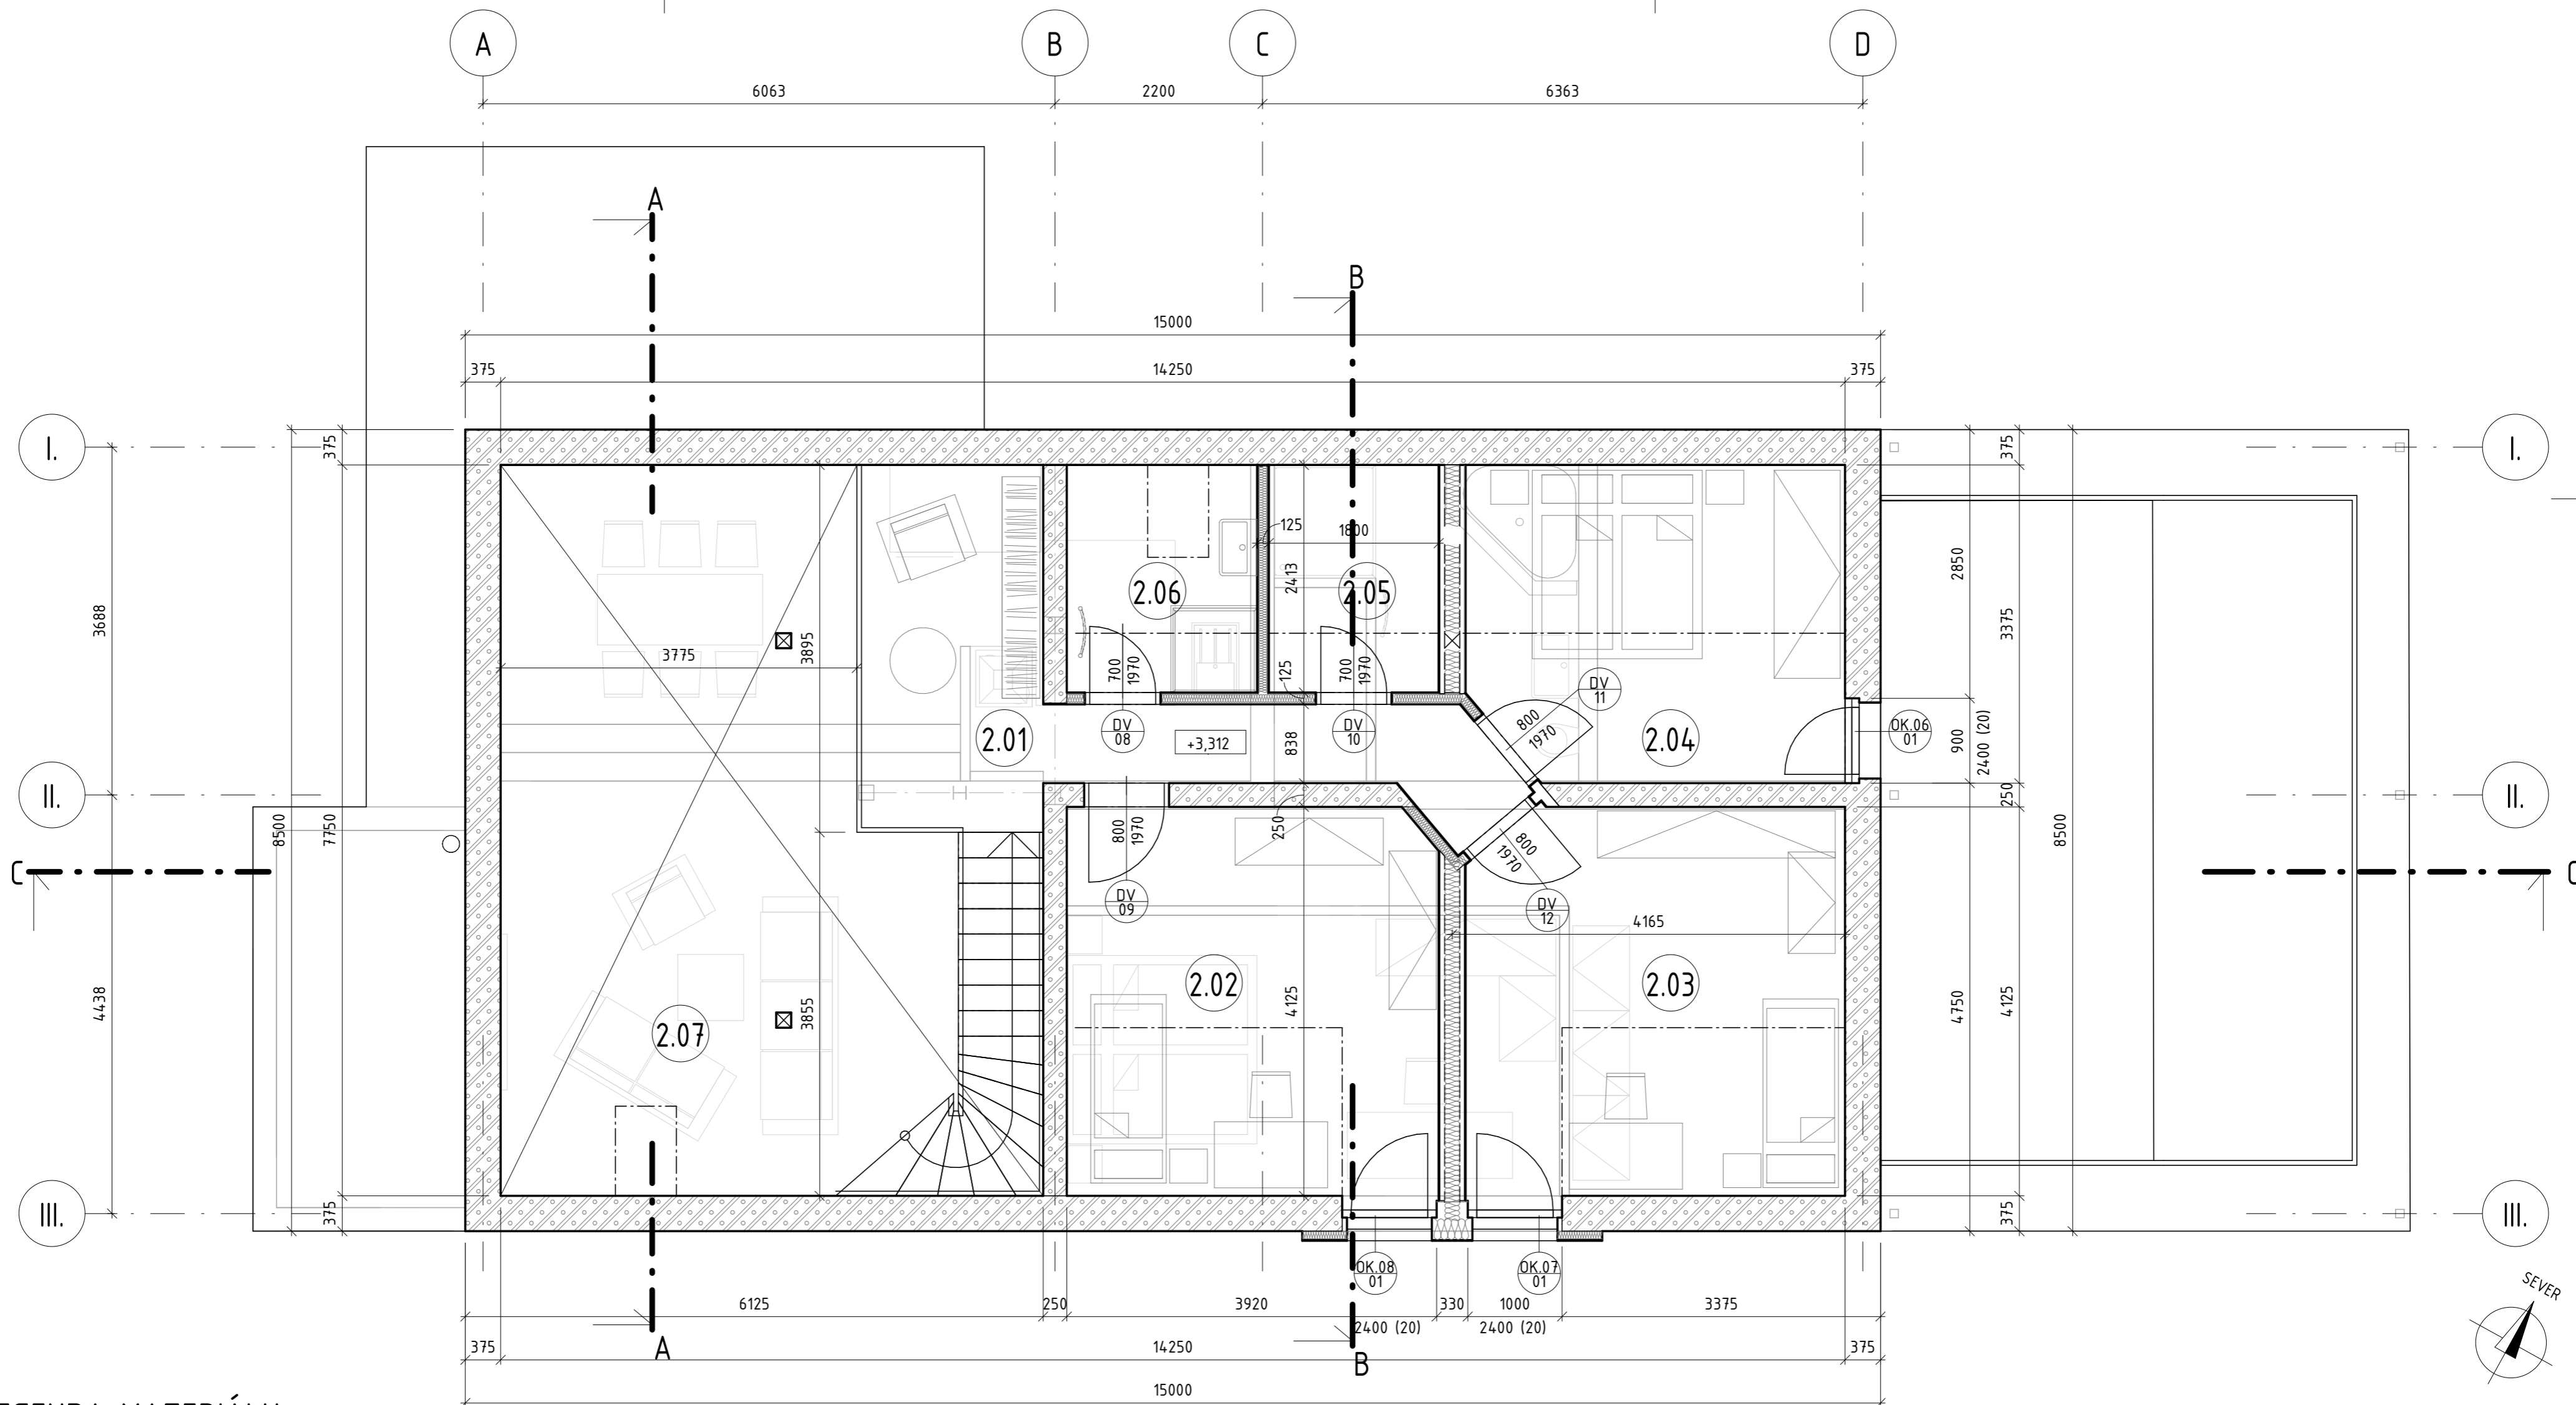 A
B
C
D
6063
2200
6363
A
B
15000
375
14250
375
I.
I.
375
375
125
1800
2413
2850
2.06
2.05
3688
3895
3375
3775
700
1970
125
700
1970
DV
11
800
1970
2.01
DV
08
+3,312
838
DV
10
2.04
OK.06
01
900
2400 (20)
II.
II.
8500
7750
250
250
8500
800
1970
800
1970
C
C
DV
09
DV
12
4165
2.02
2.03
4438
3855
4125
4750
4125
2.07
III.
III.
375
375
OK.08
01
OK.07
01
SEVER
6125
250
3920
330
1000
3375
2400 (20)
2400 (20)
375
A
14250
B
375
15000